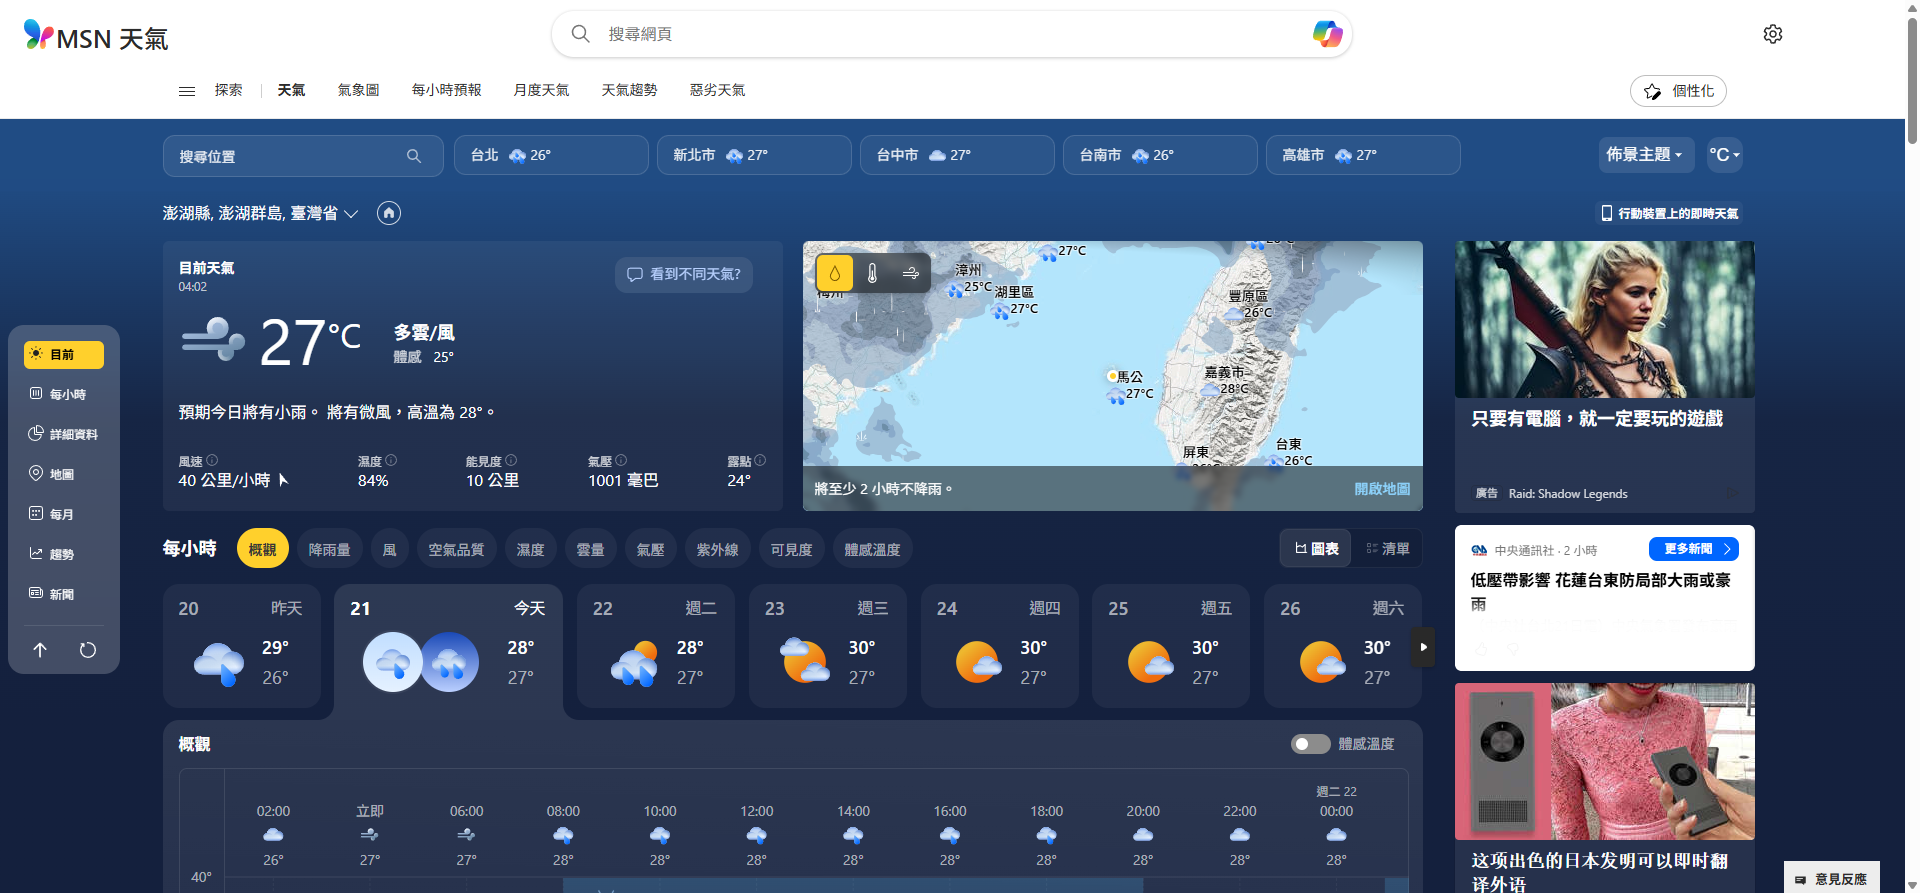 MSN 天氣
搜尋網頁
探索 天氣 氣象圖 每小時預報 月度天氣 天氣趨勢 惡劣天氣
個性化
搜尋位置
台北 26°
新北市 27°
台中市 27°
台南市 26°
高雄市 27°
佈景主題
°C
澎湖縣, 澎湖群島, 臺灣省
行動裝置上的即時天氣
目前
每小時
詳細資料
地圖
每月
趨勢
新聞
目前天氣
04:02
看到不同天氣?
27°C
多雲/風
體感 25°
預期今日將有小雨。 將有微風，高溫為 28°。
風速 濕度 能見度 氣壓 露點
40 公里/小時 84% 10 公里 1001 毫巴 24°
27°C
漳州
25°C
湖里區
27°C
豐原區
26°C
馬公
27°C
嘉義市
28°C
屏東
台東
26°C
將至少 2 小時不降雨。
開啟地圖
只要有電腦，就一定要玩的遊戲
廣告 Raid: Shadow Legends
每小時 概觀 降雨量 風 空氣品質 濕度 雲量 氣壓 紫外線 可見度 體感溫度
圖表 清單
20 昨天
29°
26°
21 今天
28°
27°
22 週二
28°
27°
23 週三
30°
27°
24 週四
30°
27°
25 週五
30°
27°
26 週六
30°
27°
中央通訊社 · 2 小時
更多新聞
低壓帶影響 花蓮台東防局部大雨或豪
雨
概觀
體感溫度
週二 22
02:00 立即 06:00 08:00 10:00 12:00 14:00 16:00 18:00 20:00 22:00 00:00
26° 27° 27° 28° 28° 28° 28° 28° 28° 28° 28° 28°
40°
这项出色的日本发明可以即时翻
译外语
意見反應